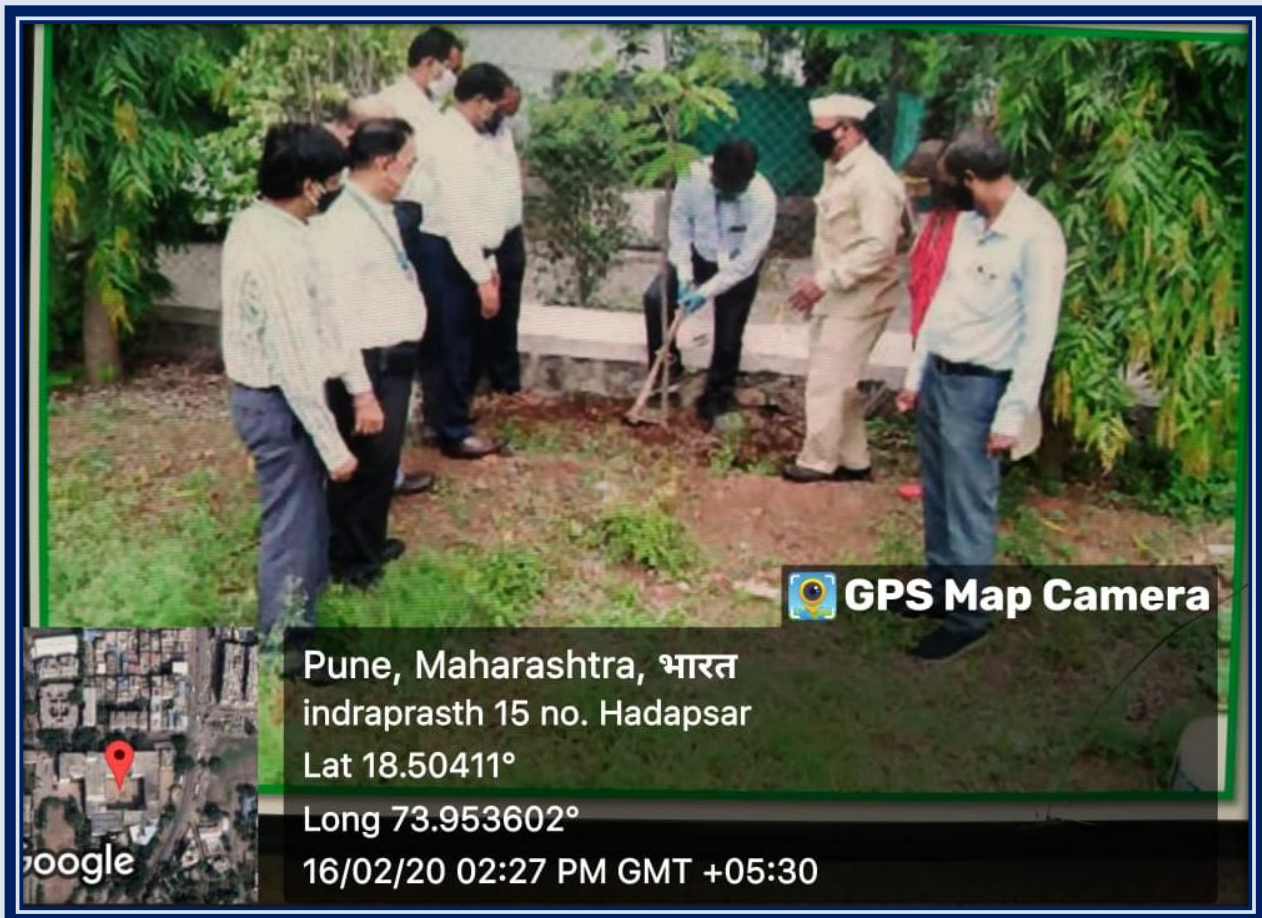 GPS Map Camera
Pune, Maharashtra, भारत
indraprasth 15 no. Hadapsar
Lat 18.50411°
Long 73.953602°
16/02/20 02:27 PM GMT +05:30
Google